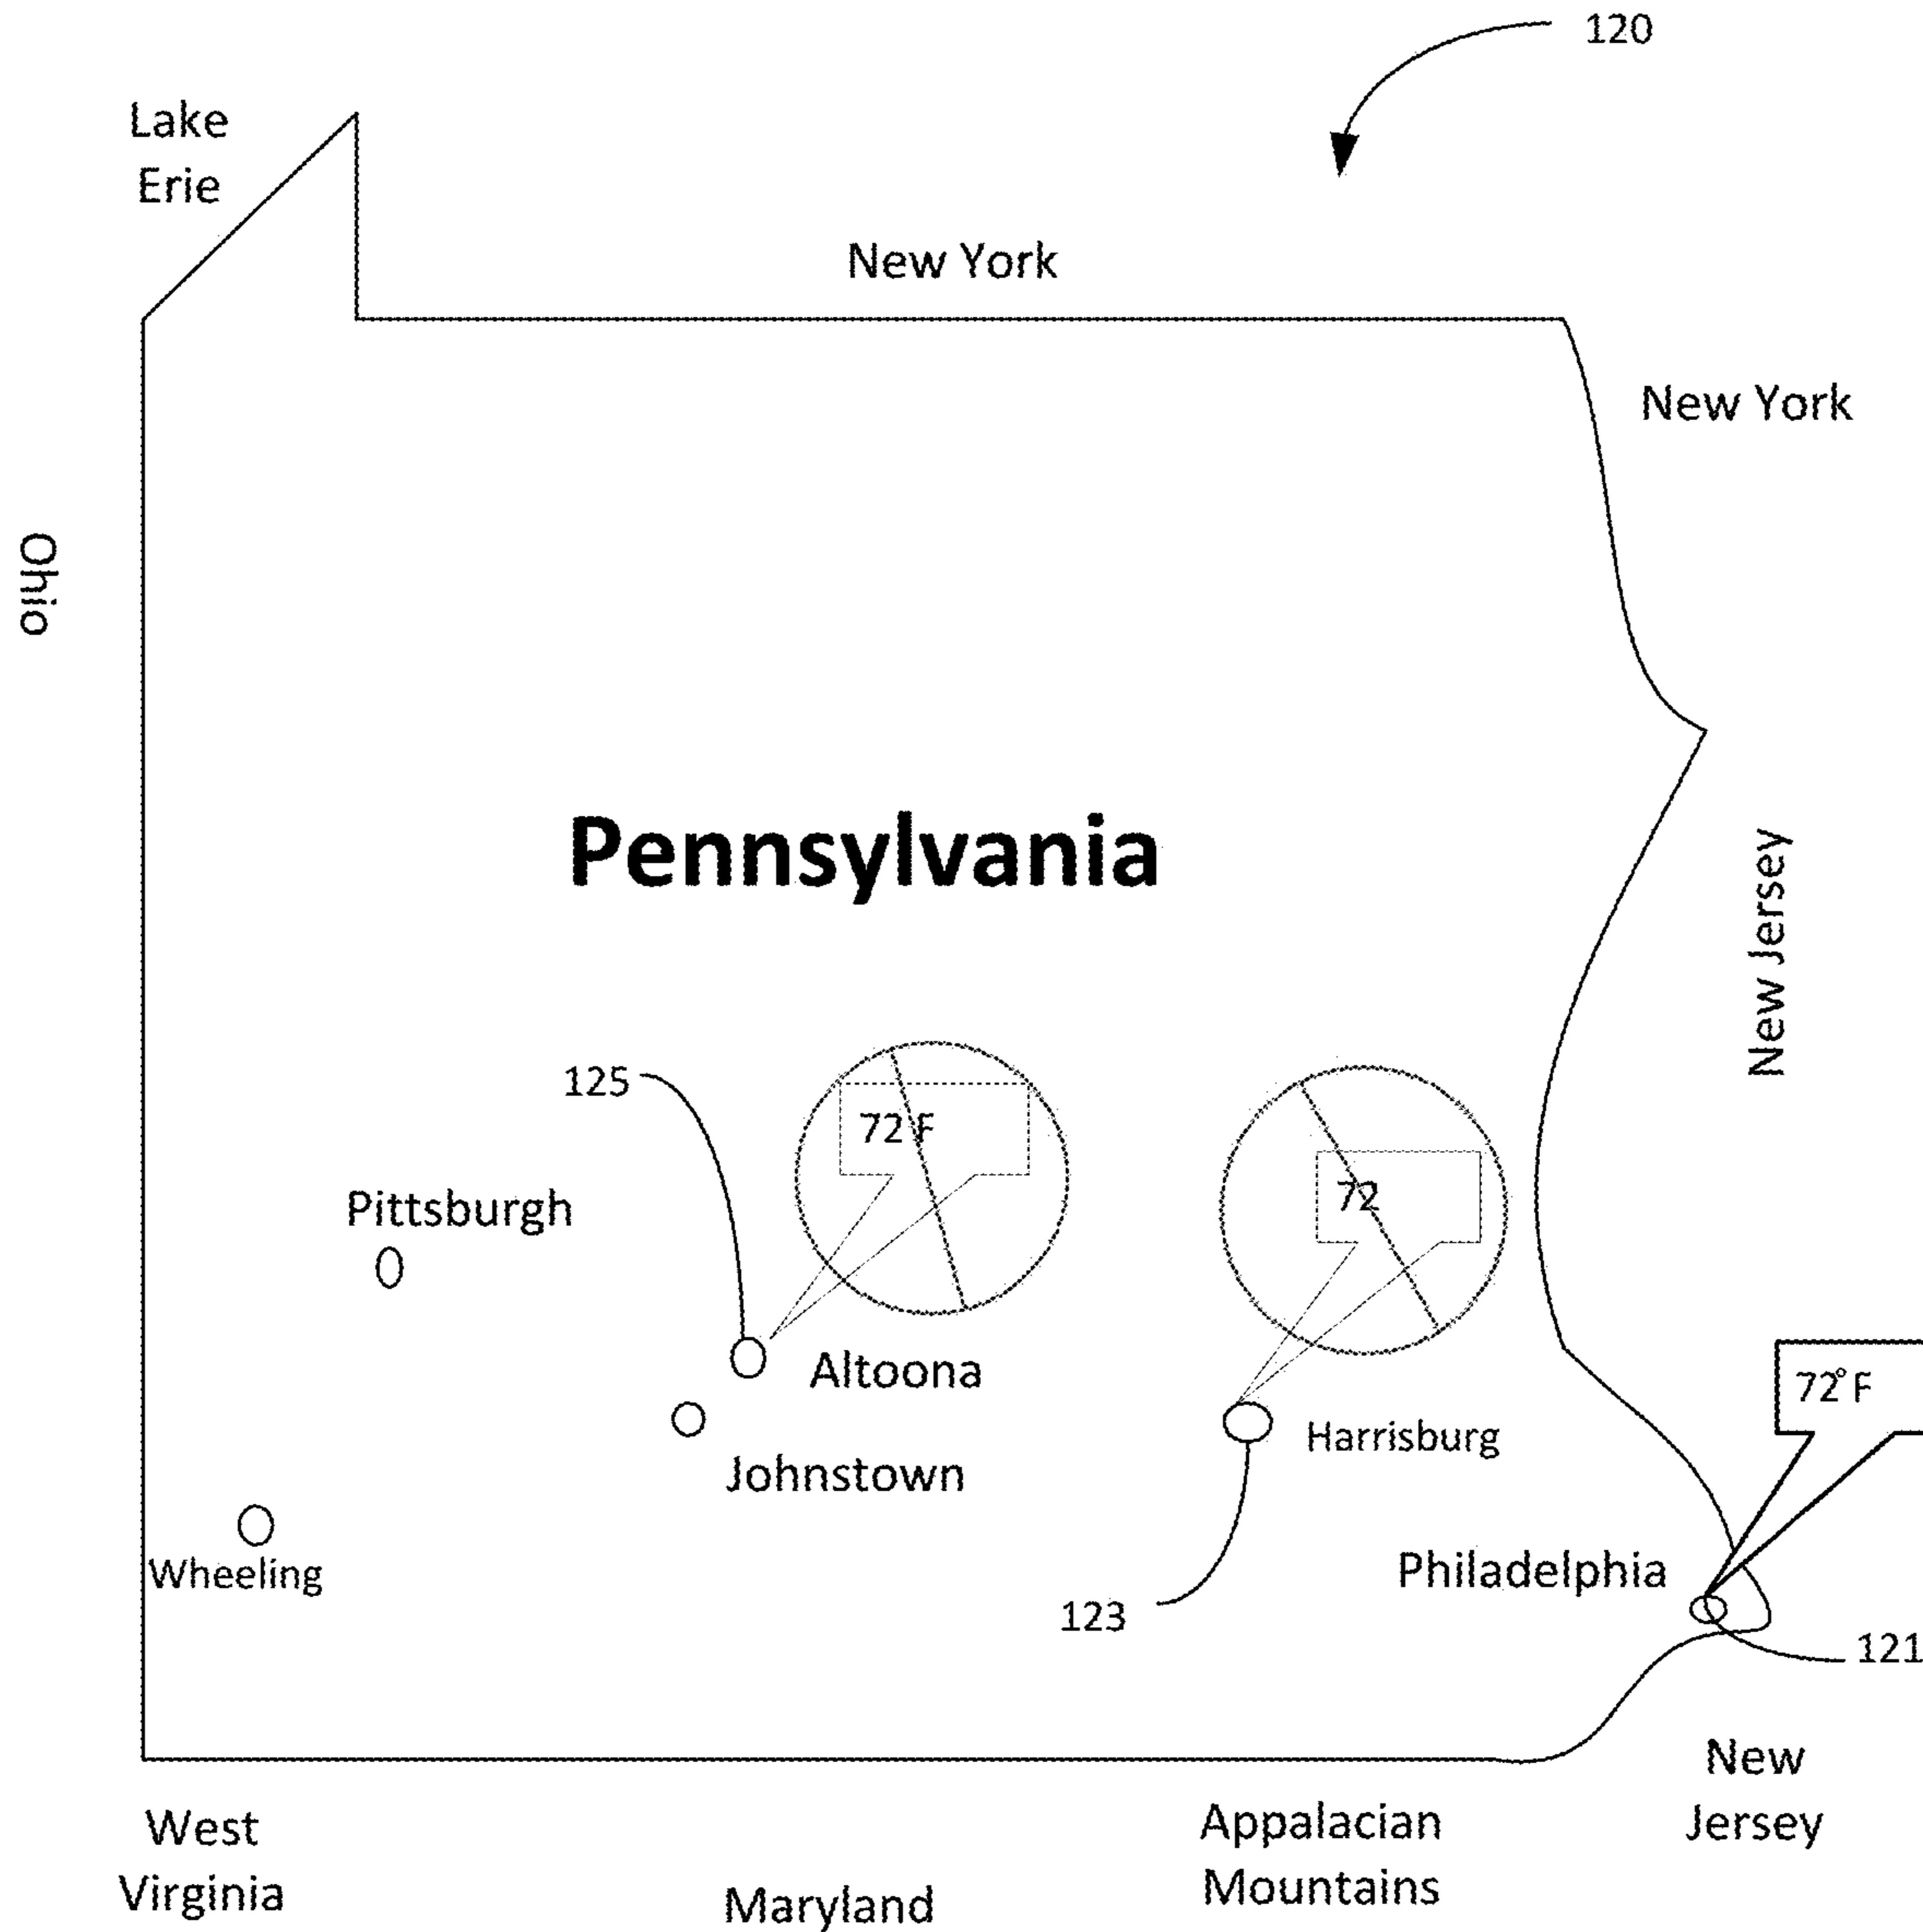 120
Lake
Erie
New York
New York
Ohio
Pennsylvania
New Jersey
125
72 F
72
Pittsburgh
Altoona
72°F
Johnstown
Harrisburg
Wheeling
Philadelphia
123
121
New
Jersey
West
Virginia
Appalacian
Mountains
Maryland